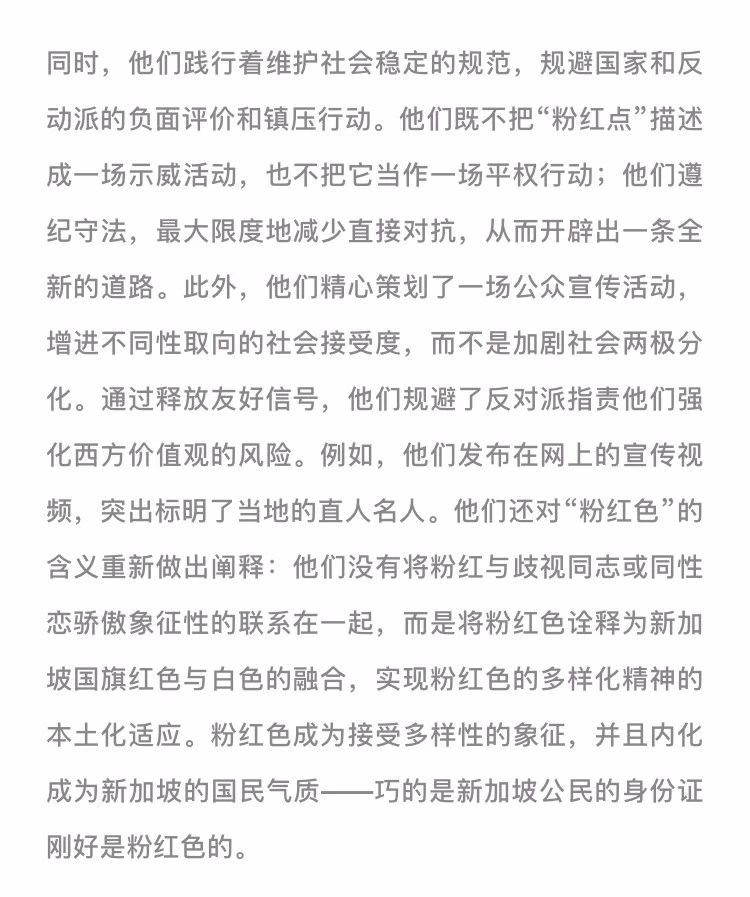 同时，他们践行着维护社会稳定的规范，规避国家和反
动派的负面评价和镇压行动。他们既不把“粉红点”描述
成一场示威活动，也不把它当作一场平权行动；他们遵
纪守法，最大限度地减少直接对抗，从而开辟出一条全
新的道路。此外，他们精心策划了一场公众宣传活动，
增进不同性取向的社会接受度，而不是加剧社会两极分
化。通过释放友好信号，他们规避了反对派指责他们强
化西方价值观的风险。例如，他们发布在网上的宣传视
频，突出标明了当地的直人名人。他们还对“粉红色”的
含义重新做出阐释：他们没有将粉红与歧视同志或同性
恋骄傲象征性的联系在一起，而是将粉红色诠释为新加
坡国旗红色与白色的融合，实现粉红色的多样化精神的
本土化适应。粉红色成为接受多样性的象征，并且内化
成为新加坡的国民气质——巧的是新加坡公民的身份证
刚好是粉红色的。